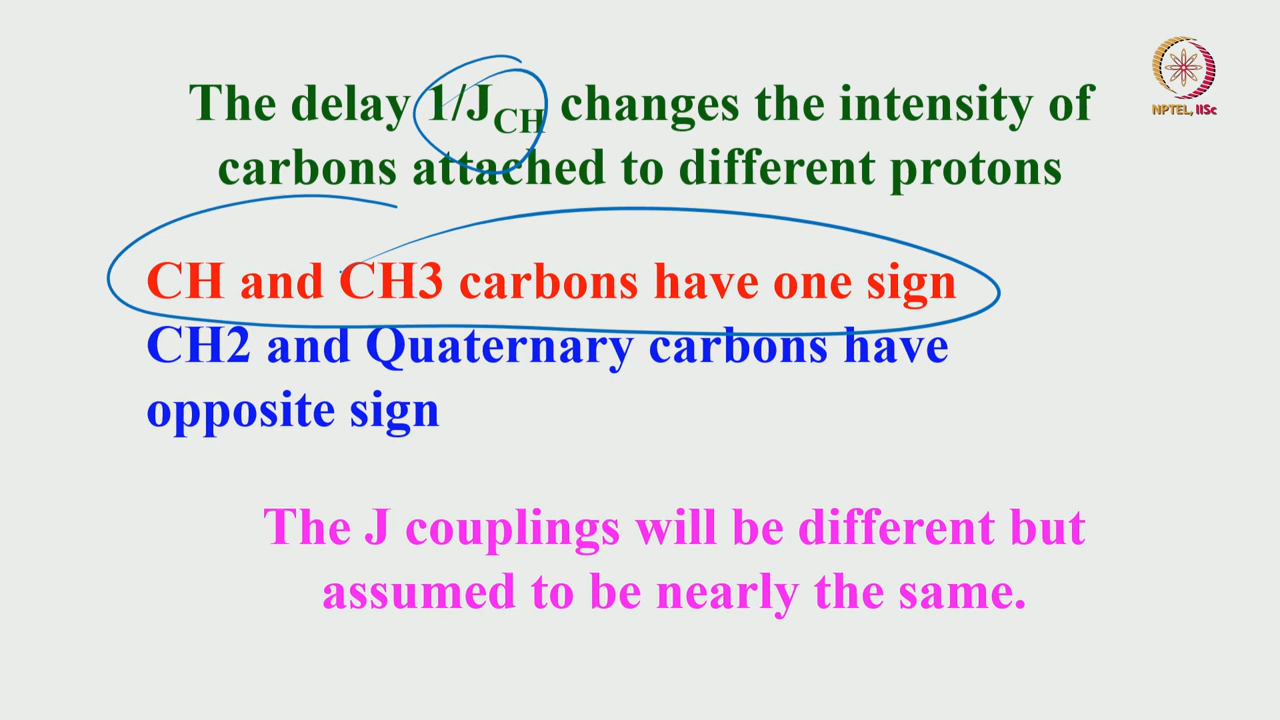 The delay 1/J_CH changes the intensity of
carbons attached to different protons
NPTEL, IISc
CH and CH3 carbons have one sign
CH2 and Quaternary carbons have
opposite sign
The J couplings will be different but
assumed to be nearly the same.